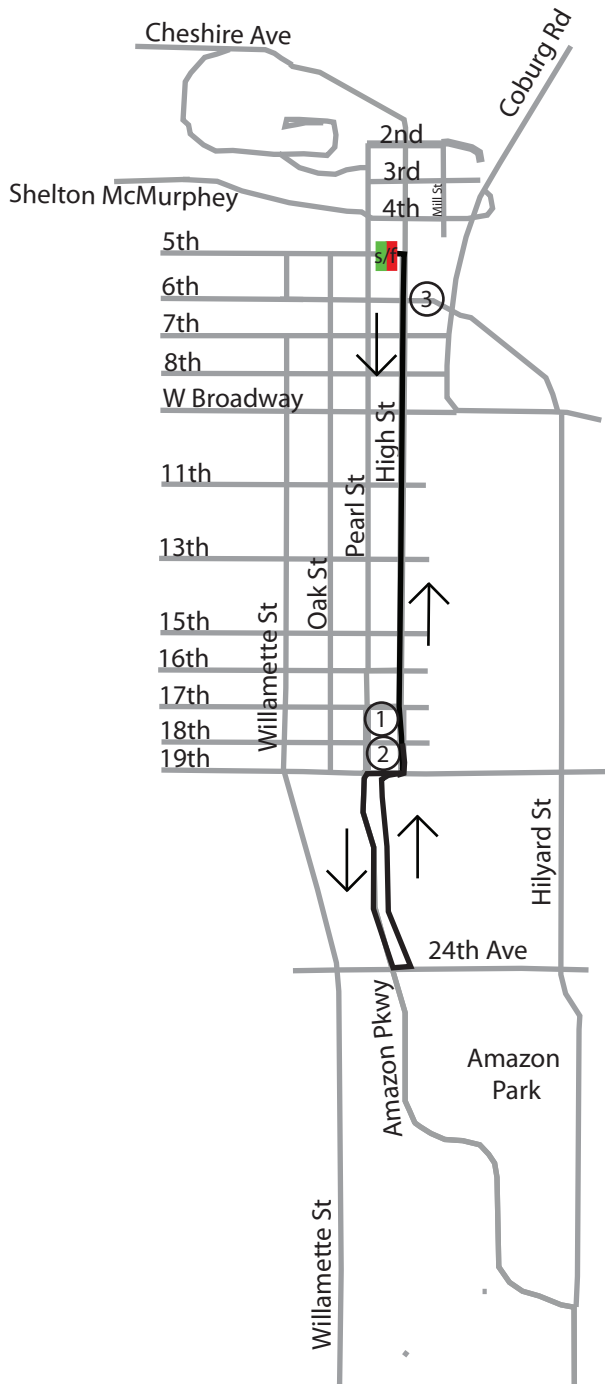 Cheshire Ave
Coburg Rd
2nd
3rd
Shelton McMurphey
Mill St
4th
5th
s/f
6th
3
7th
8th
W Broadway
High St
11th
Pearl St
13th
Oak St
15th
16th
Willamette St
17th
1
18th
2
19th
Hilyard St
24th Ave
Amazon Pkwy
Amazon
Park
Willamette St